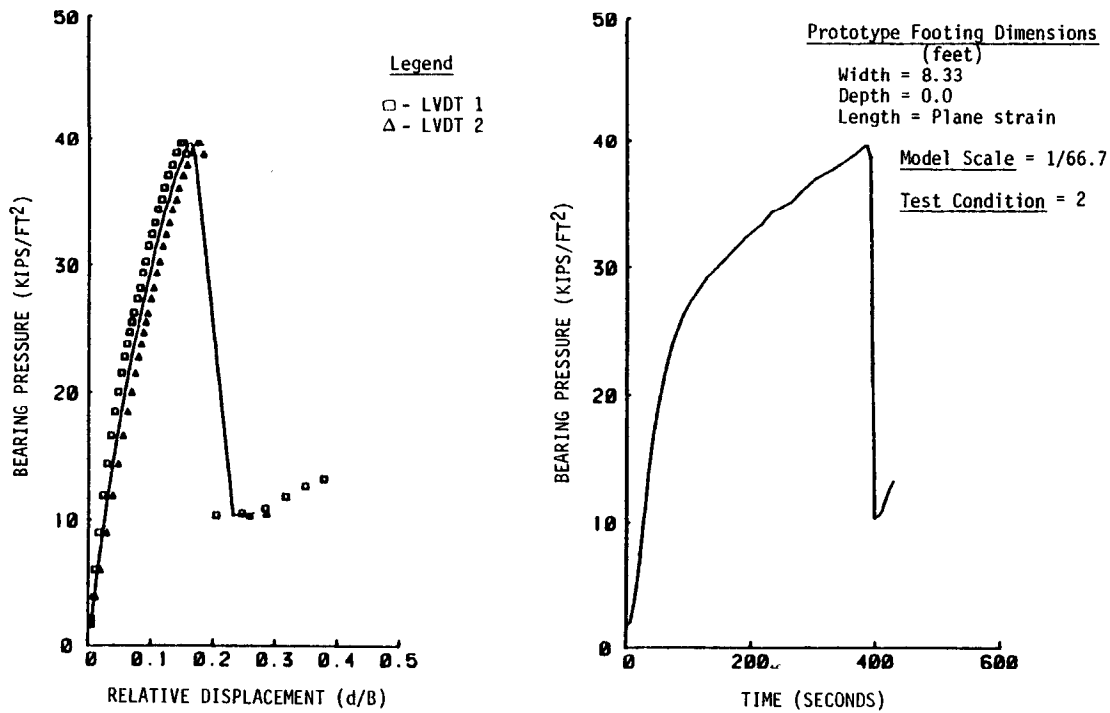 50
40
30
20
10
0
BEARING PRESSURE (KIPS/FT2)
Legend
□ - LVDT 1
△ - LVDT 2
0 0.1 0.2 0.3 0.4 0.5
RELATIVE DISPLACEMENT (d/B)
50
40
30
20
10
0
BEARING PRESSURE (KIPS/FT2)
Prototype Footing Dimensions
(feet)
Width = 8.33
Depth = 0.0
Length = Plane strain
Model Scale = 1/66.7
Test Condition = 2
0 200 400 600
TIME (SECONDS)